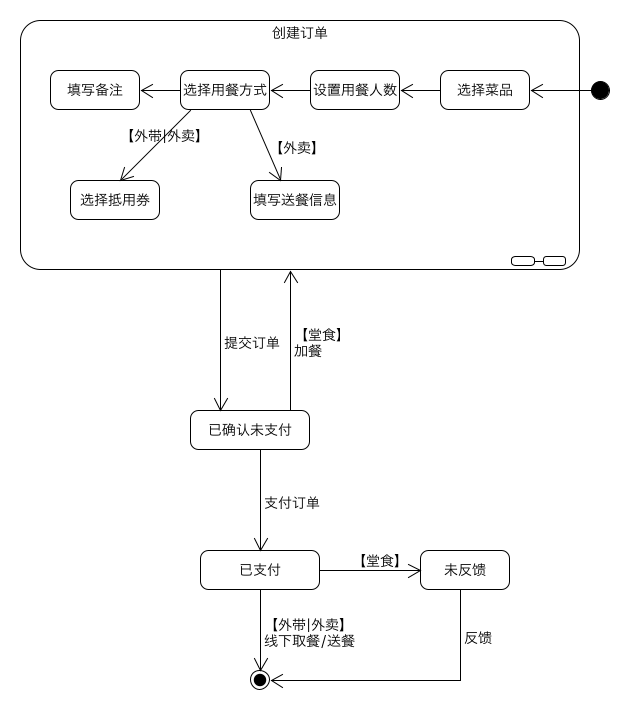 创建订单
填写备注
选择用餐方式
设置用餐人数
选择菜品
【外带|外卖】
【外卖】
选择抵用券
填写送餐信息
提交订单
【堂食】
加餐
已确认未支付
支付订单
已支付
【堂食】
未反馈
【外带|外卖】
线下取餐/送餐
反馈